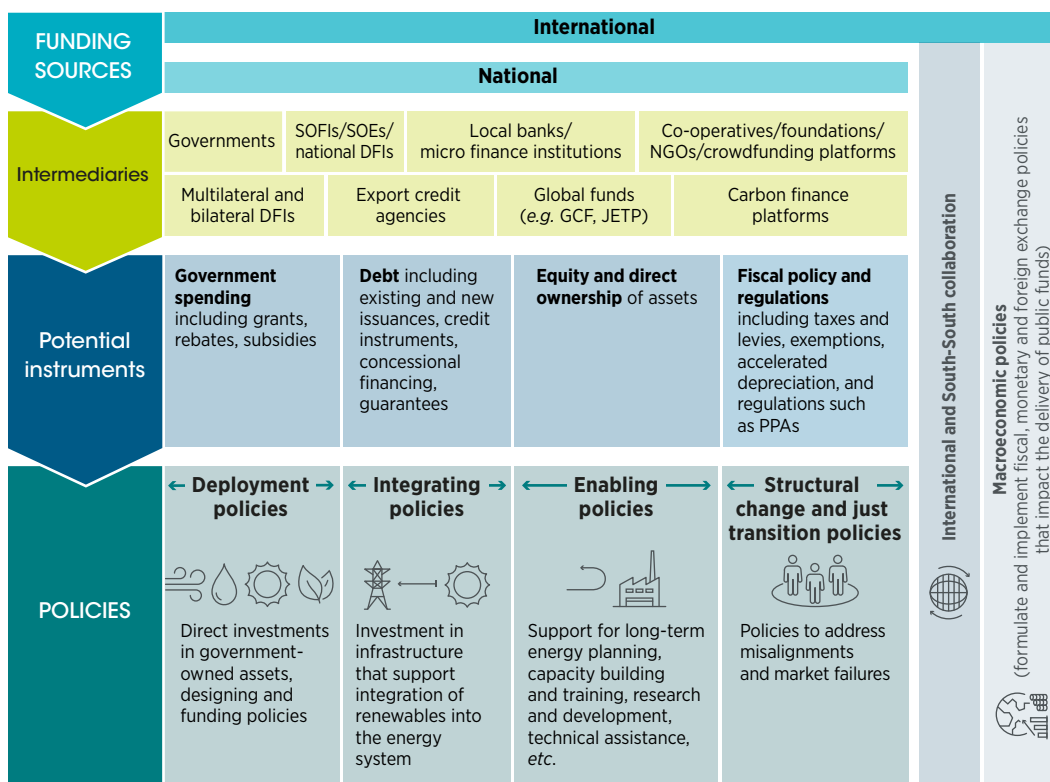 FUNDING
SOURCES
International
National
Intermediaries
Governments
SOFIs/SOEs/
national DFIs
Local banks/
micro finance institutions
Co-operatives/foundations/
NGOs/crowdfunding platforms
Multilateral and
bilateral DFIs
Export credit
agencies
Global funds
(e.g. GCF, JETP)
Carbon finance
platforms
Potential
instruments
Government
spending
including grants,
rebates, subsidies
Debt including
existing and new
issuances, credit
instruments,
concessional
financing,
guarantees
Equity and direct
ownership of assets
Fiscal policy and
regulations
including taxes and
levies, exemptions,
accelerated
depreciation, and
regulations such
as PPAs
POLICIES
Deployment
policies
Direct investments
in government-
owned assets,
designing and
funding policies
Integrating
policies
Investment in
infrastructure
that support
integration of
renewables into
the energy
system
Enabling
policies
Support for long-term
energy planning,
capacity building
and training, research
and development,
technical assistance,
etc.
Structural
change and just
transition policies
Policies to address
misalignments
and market failures
International and South-South collaboration
Macroeconomic policies
(formulate and implement fiscal, monetary and foreign exchange policies
that impact the delivery of public funds)